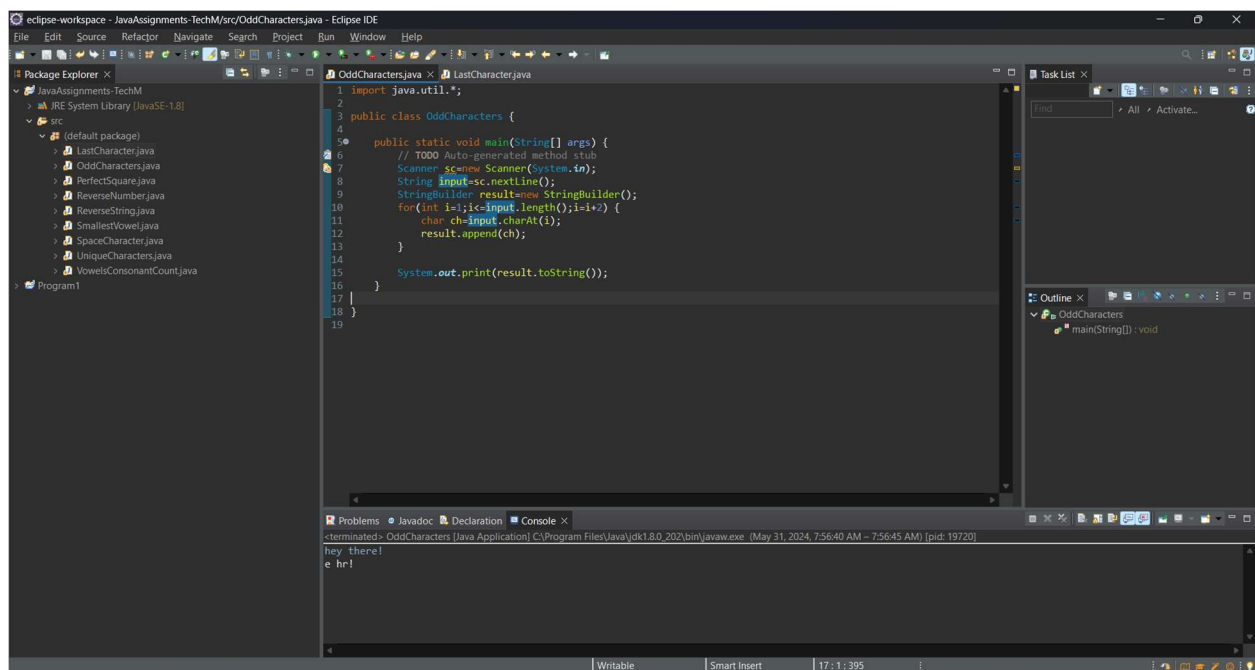 eclipse-workspace - JavaAssignments-TechM/src/OddCharacters.java - Eclipse IDE
File Edit Source Refactor Navigate Search Project Run Window Help
Package Explorer
JavaAssignments-TechM
JRE System Library [JavaSE-1.8]
src
(default package)
LastCharacter.java
OddCharacters.java
PerfectSquare.java
ReverseNumber.java
ReverseString.java
SmallestVowel.java
SpaceCharacter.java
UniqueCharacters.java
VowelsConsonantCount.java
Program1
OddCharacters.java LastCharacter.java
1 import java.util.*;
2
3 public class OddCharacters {
4
5 public static void main(String[] args) {
6 // TODO Auto-generated method stub
7 Scanner sc=new Scanner(System.in);
8 String input=sc.nextLine();
9 StringBuilder result=new StringBuilder();
10 for(int i=1;i<=input.length();i=i+2) {
11 char ch=input.charAt(i);
12 result.append(ch);
13 }
14
15 System.out.print(result.toString());
16 }
17
18 }
19
Task List
Find All Activate...
Outline
OddCharacters
main(String[]) : void
Problems Javadoc Declaration Console
<terminated> OddCharacters [Java Application] C:\Program Files\Java\jdk1.8.0_202\bin\javaw.exe (May 31, 2024, 7:56:40 AM – 7:56:45 AM) [pid: 19720]
hey there!
e hr!
Writable Smart Insert 17 : 1 : 395